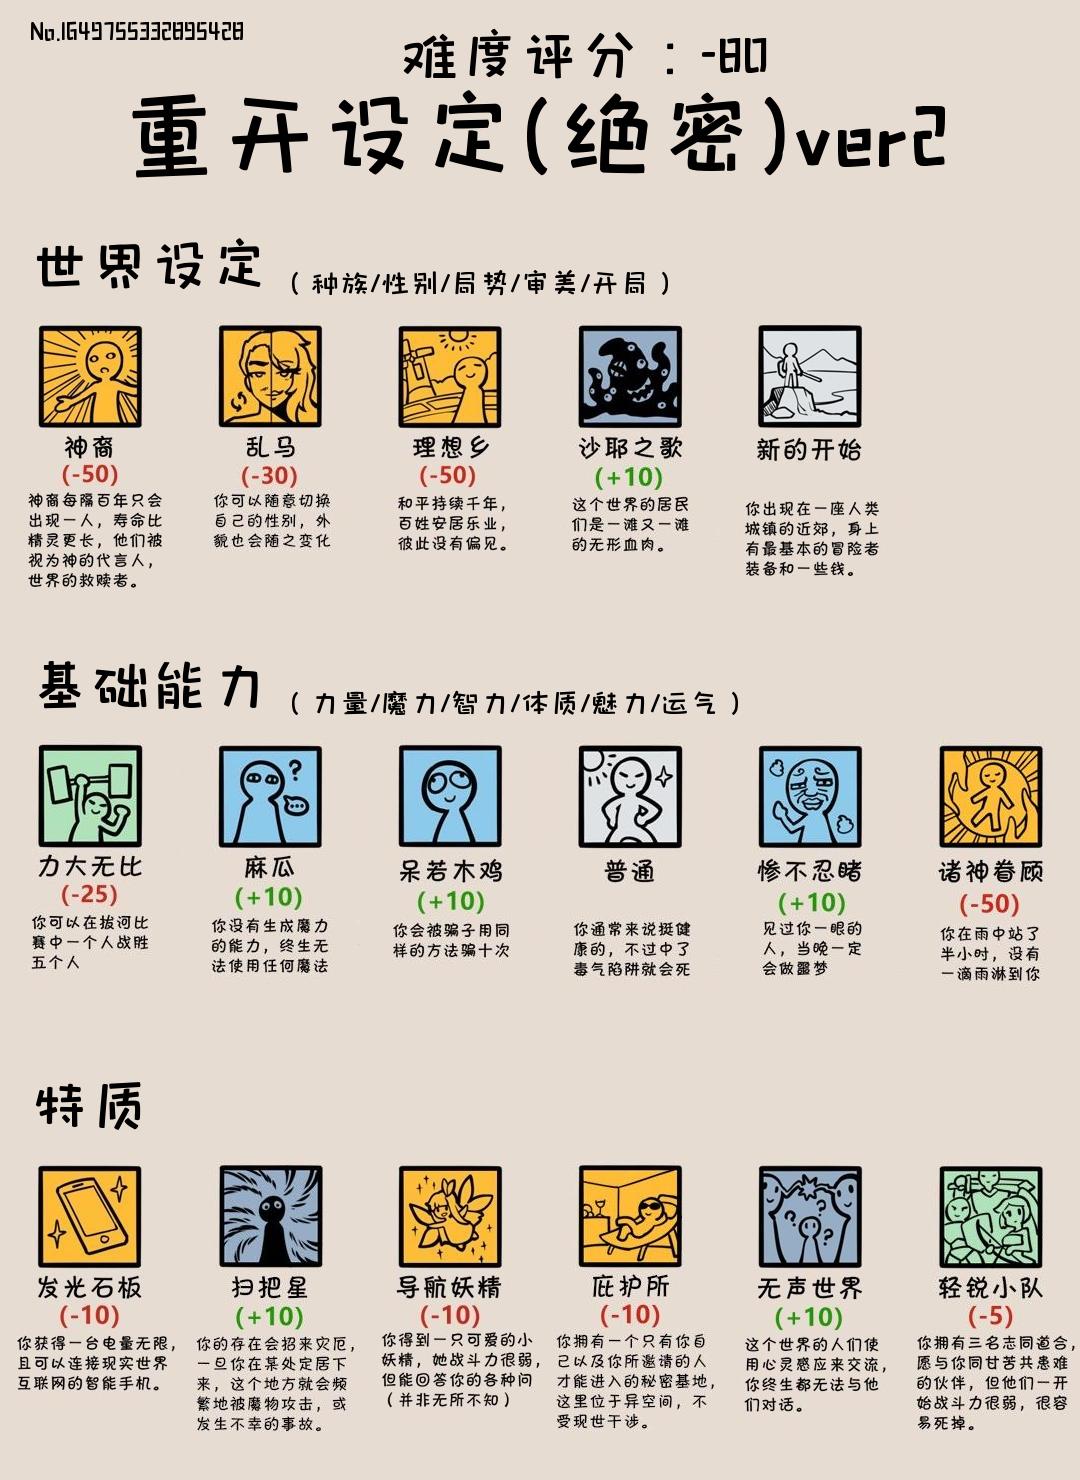 No.1649755332895428
难度评分：-80
重开设定(绝密)ver2
世界设定（种族/性别/局势/审美/开局）
神裔
(-50)
神裔每隔百年只会
出现一人，寿命比
精灵更长，他们被
视为神的代言人，
世界的救赎者。
乱马
(-30)
你可以随意切换
自己的性别，外
貌也会随之变化
理想乡
(-50)
和平持续千年，
百姓安居乐业，
彼此没有偏见。
沙耶之歌
(+10)
这个世界的居民
们是一滩又一滩
的无形血肉。
新的开始
你出现在一座人类
城镇的近郊，身上
有最基本的冒险者
装备和一些钱。
基础能力（力量/魔力/智力/体质/魅力/运气）
力大无比
(-25)
你可以在拔河比
赛中一个人战胜
五个人
麻瓜
(+10)
你没有生成魔力
的能力，终生无
法使用任何魔法
呆若木鸡
(+10)
你会被骗子用同
样的方法骗十次
普通
你通常来说挺健
康的，不过中了
毒气陷阱就会死
惨不忍睹
(+10)
见过你一眼的
人，当晚一定
会做噩梦
诸神眷顾
(-50)
你在雨中站了
半小时，没有
一滴雨淋到你
特质
发光石板
(-10)
你获得一台电量无限，
且可以连接现实世界
互联网的智能手机。
扫把星
(+10)
你的存在会招来灾厄，
一旦你在某处定居下
来，这个地方就会频
繁地被魔物攻击，或
发生不幸的事故。
导航妖精
(-10)
你得到一只可爱的小
妖精，她战斗力很弱，
但能回答你的各种问
（并非无所不知）
庇护所
(-10)
你拥有一个只有你自
己以及你所邀请的人
才能进入的秘密基地，
这里位于异空间，不
受现世干涉。
无声世界
(+10)
这个世界的人们使
用心灵感应来交流，
你终生都无法与他
们对话。
轻锐小队
(-5)
你拥有三名志同道合，
愿与你同甘苦共患难
的伙伴，但他们一开
始战斗力很弱，很容
易死掉。